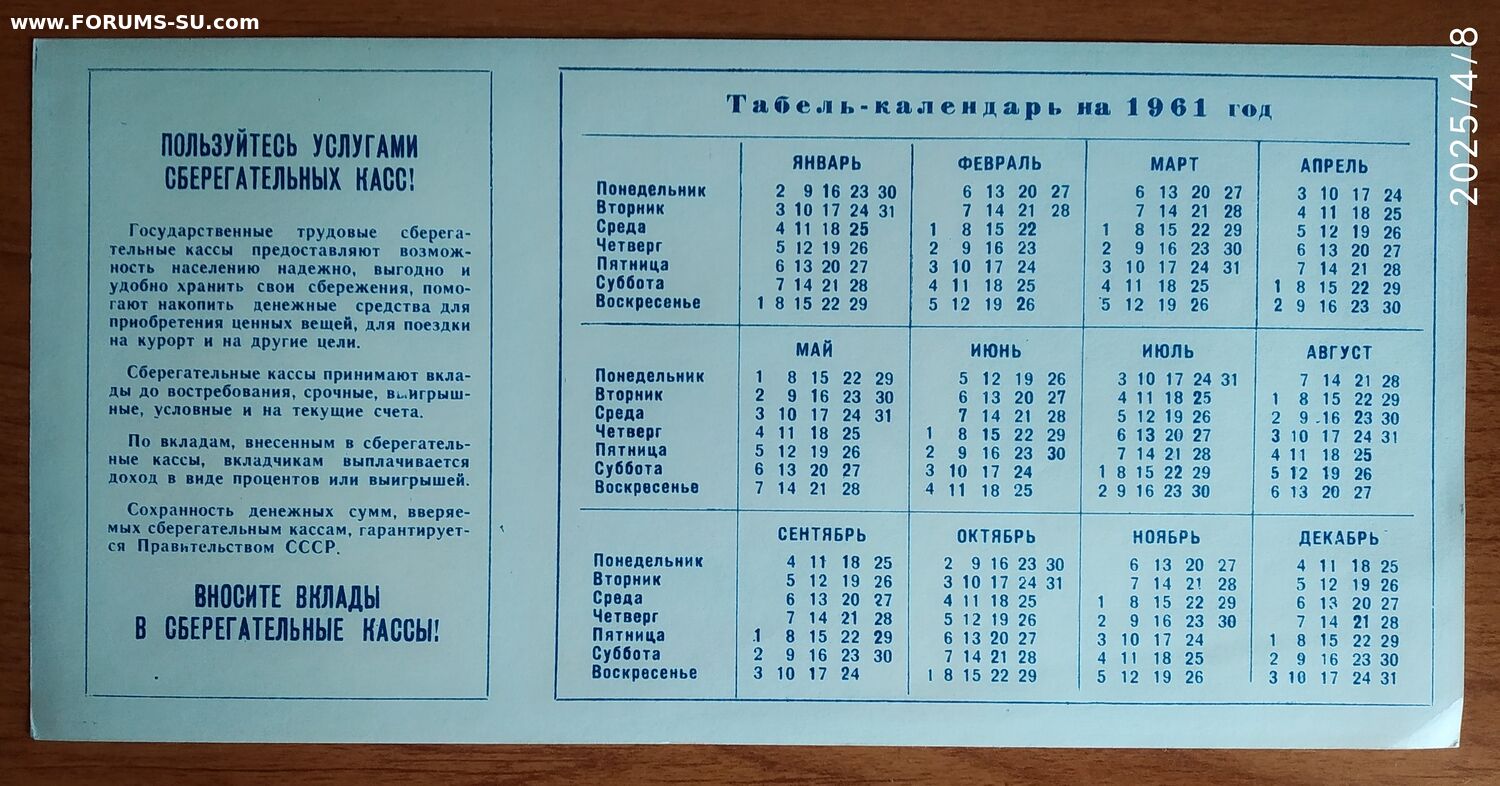 www.FORUMS-SU.com
2025/4/8
ПОЛЬЗУЙТЕСЬ УСЛУГАМИ
СБЕРЕГАТЕЛЬНЫХ КАСС!
Государственные трудовые сберега-
тельные кассы предоставляют возмож-
ность населению надежно, выгодно и
удобно хранить свои сбережения, помо-
гают накопить денежные средства для
приобретения ценных вещей, для поездки
на курорт и на другие цели.
Сберегательные кассы принимают вкла-
ды до востребования, срочные, выигрыш-
ные, условные и на текущие счета.
По вкладам, внесенным в сберегатель-
ные кассы, вкладчикам выплачивается
доход в виде процентов или выигрышей.
Сохранность денежных сумм, вверяе-
мых сберегательным кассам, гарантирует-
ся Правительством СССР.
ВНОСИТЕ ВКЛАДЫ
В СБЕРЕГАТЕЛЬНЫЕ КАССЫ!
Табель-календарь на 1961 год
ЯНВАРЬ ФЕВРАЛЬ МАРТ АПРЕЛЬ
Понедельник 2 9 16 23 30 6 13 20 27 6 13 20 27 3 10 17 24
Вторник 3 10 17 24 31 7 14 21 28 7 14 21 28 4 11 18 25
Среда 4 11 18 25 1 8 15 22 1 8 15 22 29 5 12 19 26
Четверг 5 12 19 26 2 9 16 23 2 9 16 23 30 6 13 20 27
Пятница 6 13 20 27 3 10 17 24 3 10 17 24 31 7 14 21 28
Суббота 7 14 21 28 4 11 18 25 4 11 18 25 1 8 15 22 29
Воскресенье 1 8 15 22 29 5 12 19 26 5 12 19 26 2 9 16 23 30
МАЙ ИЮНЬ ИЮЛЬ АВГУСТ
Понедельник 1 8 15 22 29 5 12 19 26 3 10 17 24 31 7 14 21 28
Вторник 2 9 16 23 30 6 13 20 27 4 11 18 25 1 8 15 22 29
Среда 3 10 17 24 31 7 14 21 28 5 12 19 26 2 9 16 23 30
Четверг 4 11 18 25 1 8 15 22 29 6 13 20 27 3 10 17 24 31
Пятница 5 12 19 26 2 9 16 23 30 7 14 21 28 4 11 18 25
Суббота 6 13 20 27 3 10 17 24 1 8 15 22 29 5 12 19 26
Воскресенье 7 14 21 28 4 11 18 25 2 9 16 23 30 6 13 20 27
СЕНТЯБРЬ ОКТЯБРЬ НОЯБРЬ ДЕКАБРЬ
Понедельник 4 11 18 25 2 9 16 23 30 6 13 20 27 4 11 18 25
Вторник 5 12 19 26 3 10 17 24 31 7 14 21 28 5 12 19 26
Среда 6 13 20 27 4 11 18 25 1 8 15 22 29 6 13 20 27
Четверг 7 14 21 28 5 12 19 26 2 9 16 23 30 7 14 21 28
Пятница 1 8 15 22 29 6 13 20 27 3 10 17 24 1 8 15 22 29
Суббота 2 9 16 23 30 7 14 21 28 4 11 18 25 2 9 16 23 30
Воскресенье 3 10 17 24 1 8 15 22 29 5 12 19 26 3 10 17 24 31